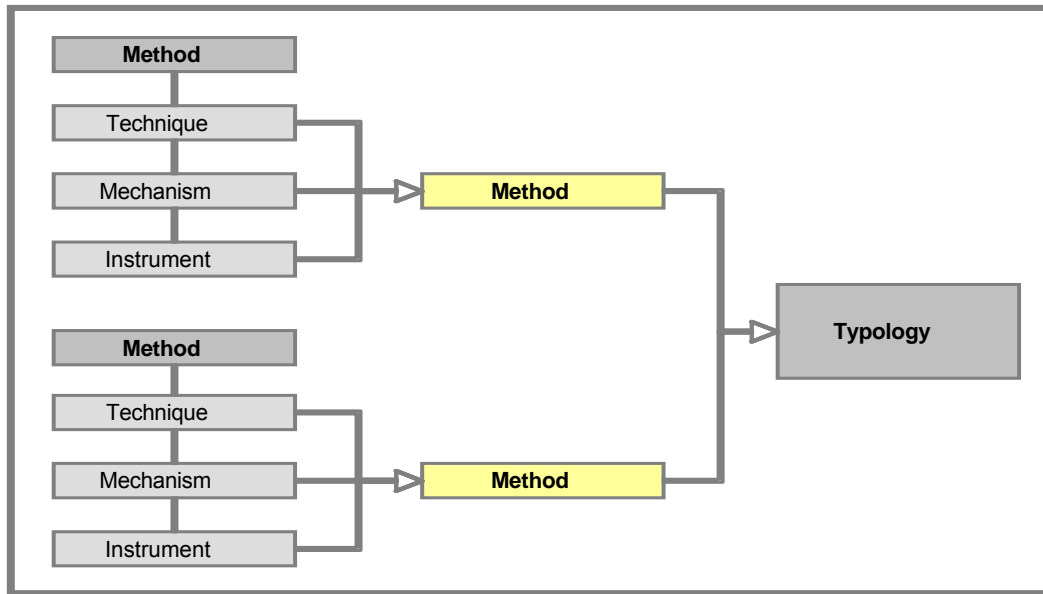 Method
Technique
Mechanism
Instrument
Method
Method
Technique
Mechanism
Instrument
Method
Typology